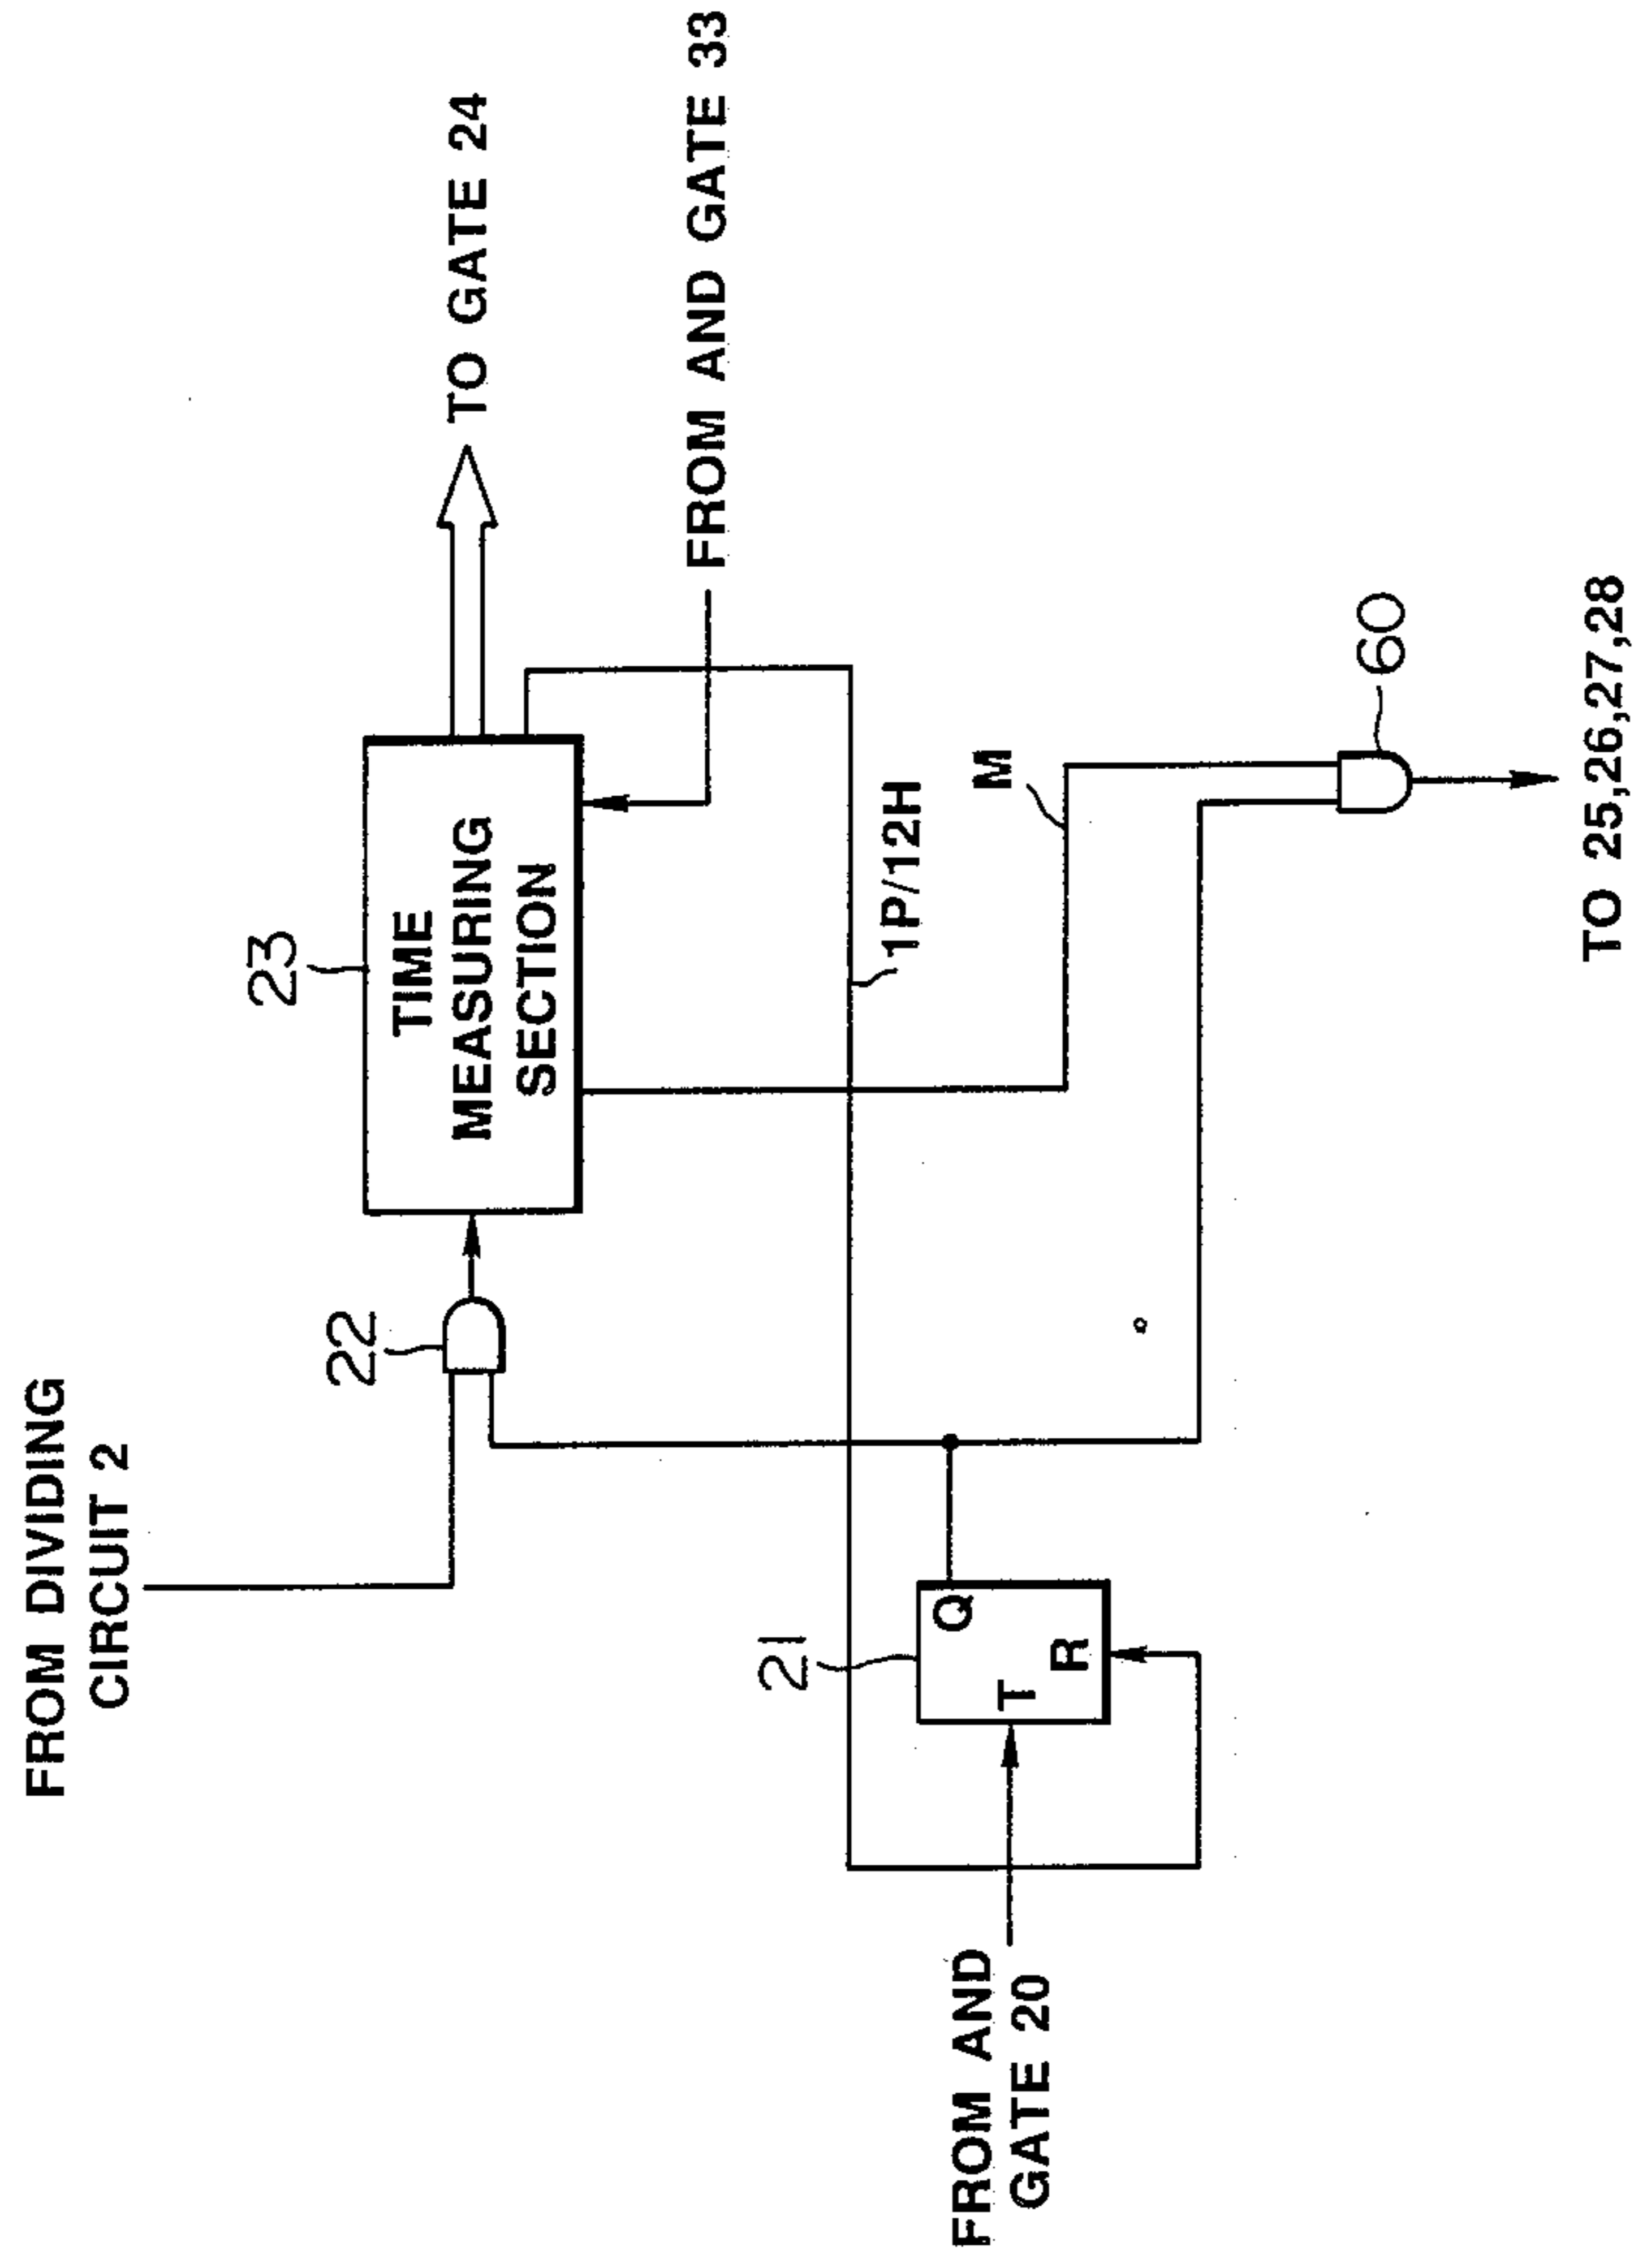 FROM DIVIDING
CIRCUIT 2
22
23
TIME
MEASURING
SECTION
TO GATE 24
FROM AND GATE 33
21
Q
T
R
1P/12H
M
FROM AND
GATE 20
60
TO 25,26,27,28